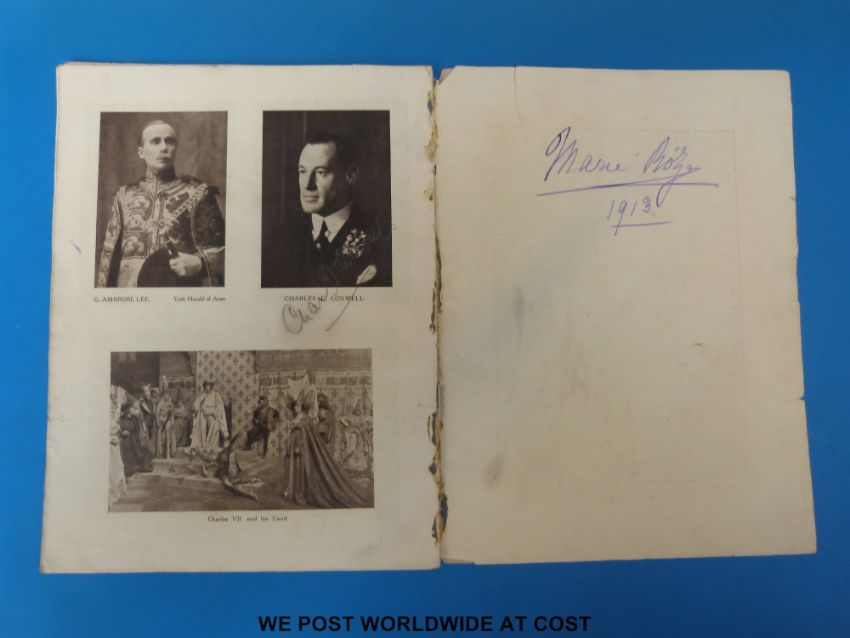 G. AMBROSE LEE. York Herald of Arms.
CHARLES F. COXWELL.
Charles VII. and his Court
Marie Róze
1913
WE POST WORLDWIDE AT COST